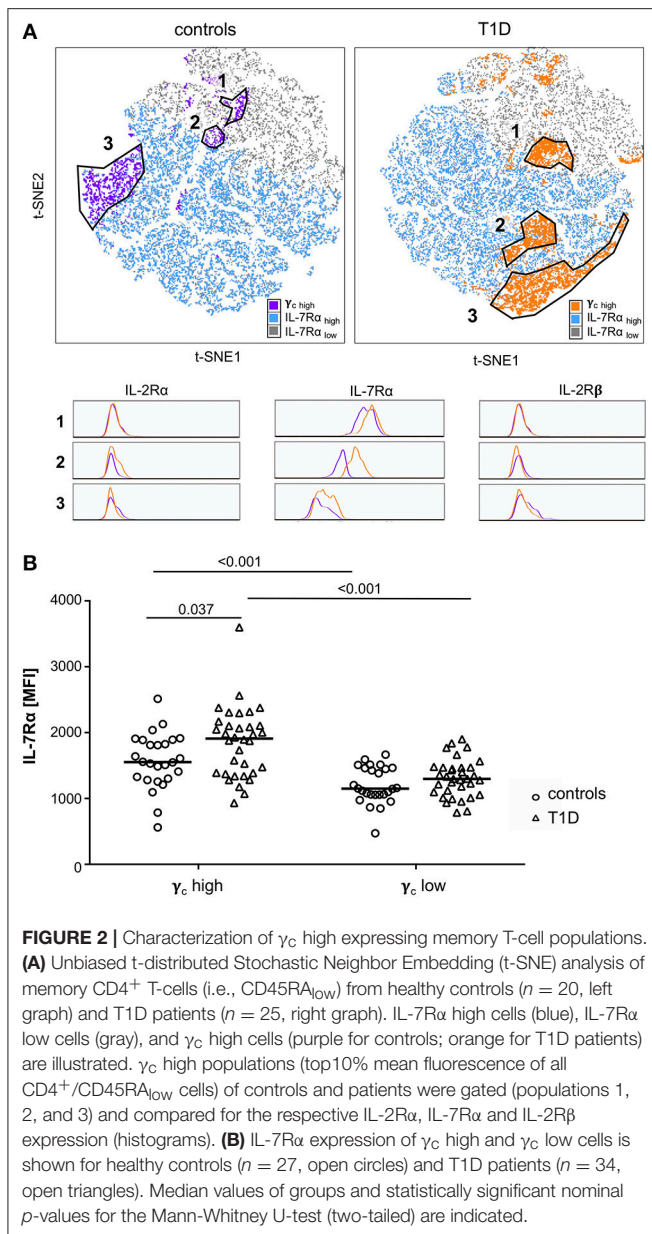 A
controls
T1D
1
2
3
1
2
3
t-SNE2
γc high
IL-7Rα high
IL-7Rα low
γc high
IL-7Rα high
IL-7Rα low
t-SNE1
t-SNE1
IL-2Rα
IL-7Rα
IL-2Rβ
1
2
3
B
<0.001
<0.001
0.037
4000
3000
2000
1000
0
IL-7Rα [MFI]
controls
T1D
γc high
γc low
FIGURE 2 | Characterization of γC high expressing memory T-cell populations.
(A) Unbiased t-distributed Stochastic Neighbor Embedding (t-SNE) analysis of
memory CD4+ T-cells (i.e., CD45RAlow) from healthy controls (n = 20, left
graph) and T1D patients (n = 25, right graph). IL-7Rα high cells (blue), IL-7Rα
low cells (gray), and γC high cells (purple for controls; orange for T1D patients)
are illustrated. γC high populations (top10% mean fluorescence of all
CD4+/CD45RAlow cells) of controls and patients were gated (populations 1,
2, and 3) and compared for the respective IL-2Rα, IL-7Rα and IL-2Rβ
expression (histograms). (B) IL-7Rα expression of γC high and γC low cells is
shown for healthy controls (n = 27, open circles) and T1D patients (n = 34,
open triangles). Median values of groups and statistically significant nominal
p-values for the Mann-Whitney U-test (two-tailed) are indicated.